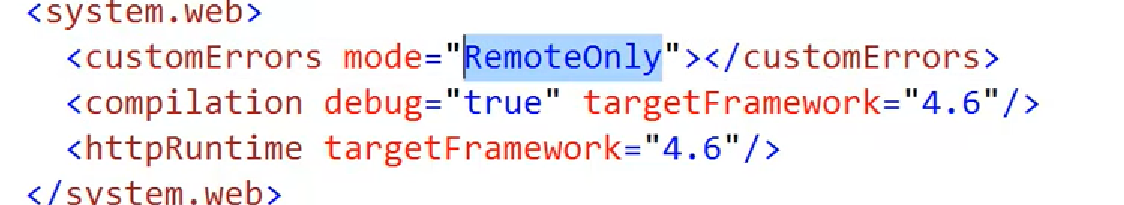 <system.web>
<customErrors mode="RemoteOnly"></customErrors>
<compilation debug="true" targetFramework="4.6"/>
<httpRuntime targetFramework="4.6"/>
</system.web>